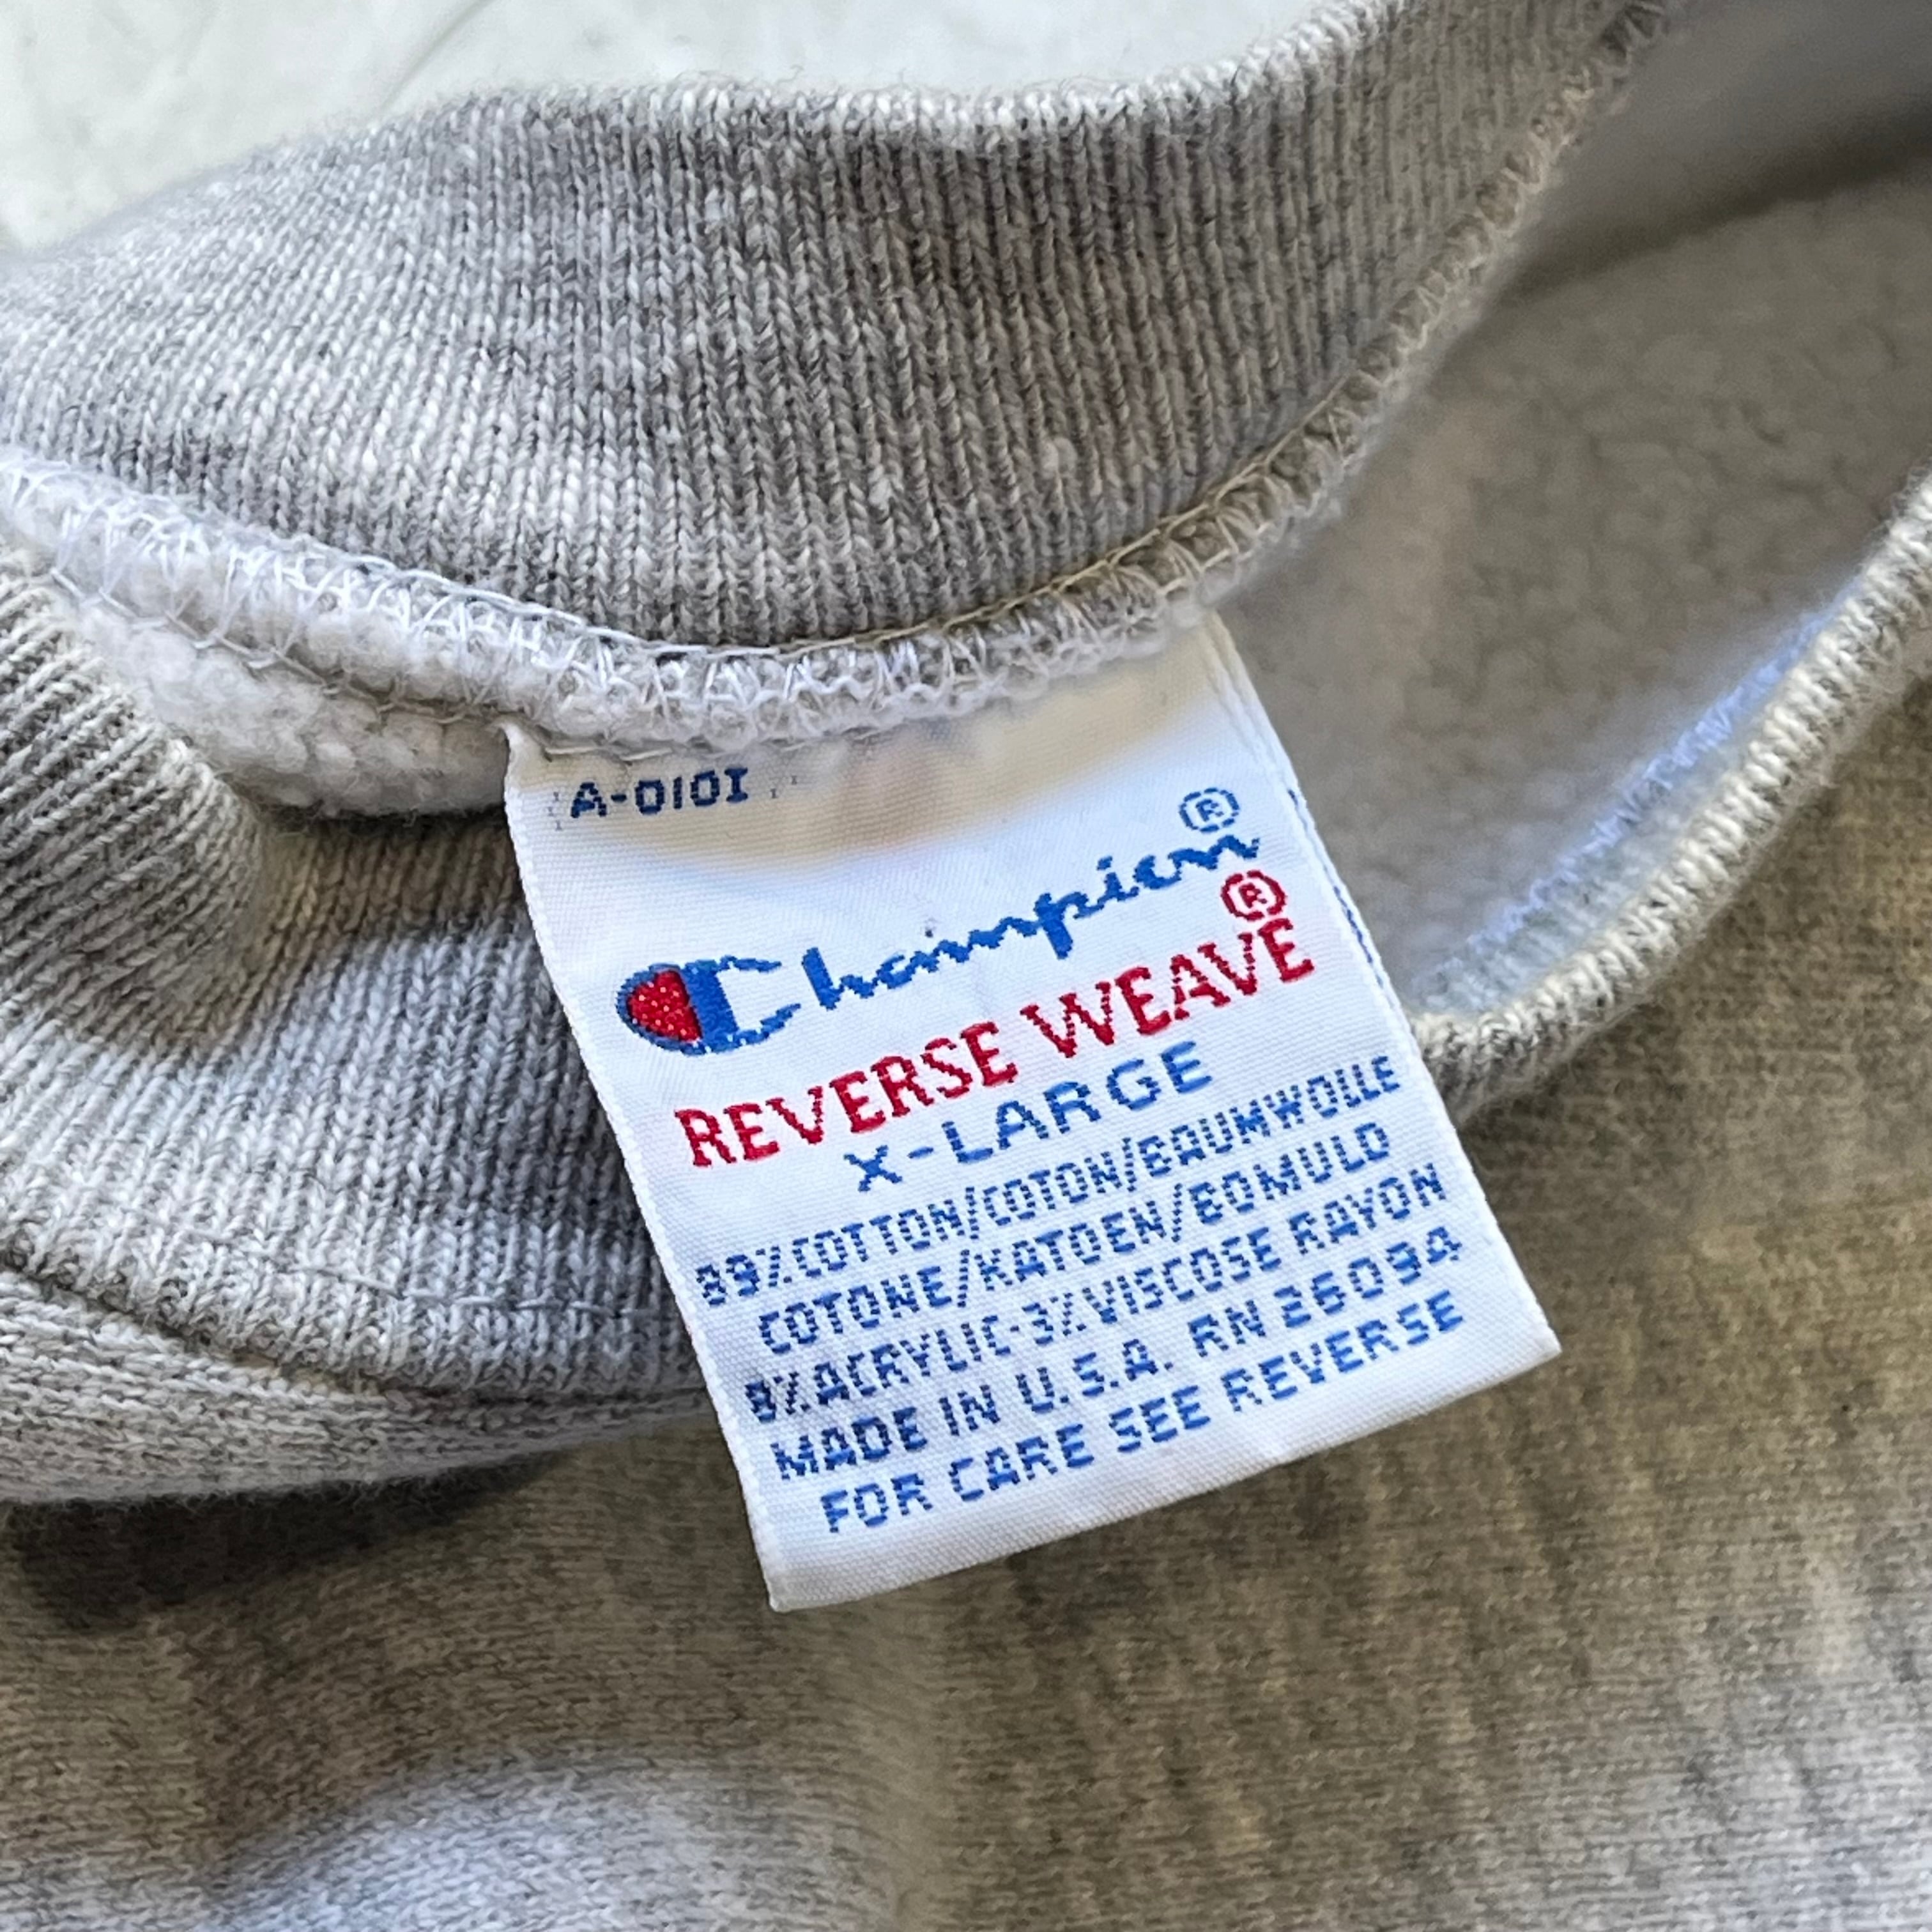 A-0101
Champion®
REVERSE WEAVE®
X-LARGE
89% COTTON/COTON/BAUMWOLLE
COTONE/KATOEN/BOMULD
8% ACRYLIC-3% VISCOSE RAYON
MADE IN U.S.A. RN 26094
FOR CARE SEE REVERSE